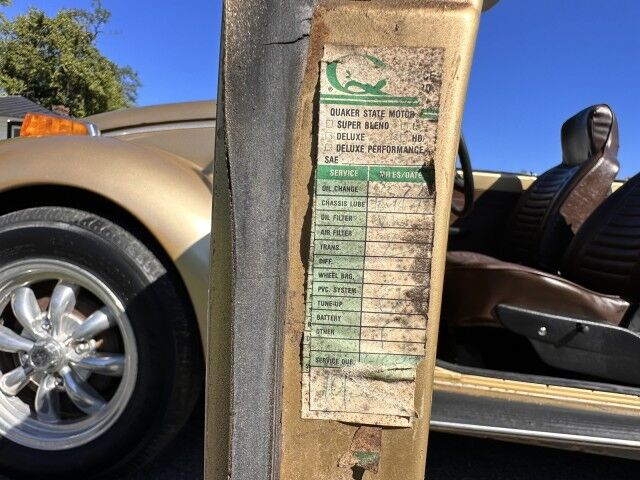 QUAKER STATE MOTOR
SUPER BLEND
DELUXE HD
DELUXE PERFORMANCE
SAE
SERVICE MILES/DATE
OIL CHANGE
CHASSIS LUBE
OIL FILTER
AIR FILTER
TRANS.
DIFF.
WHEEL BRG.
PVC. SYSTEM
TUNE-UP
BATTERY
OTHER
SERVICE DUE: